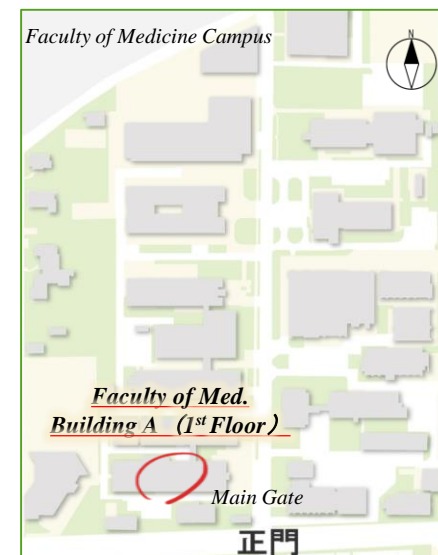 Faculty of Medicine Campus
N
Faculty of Med.
Building A （1st Floor）
Main Gate
正門